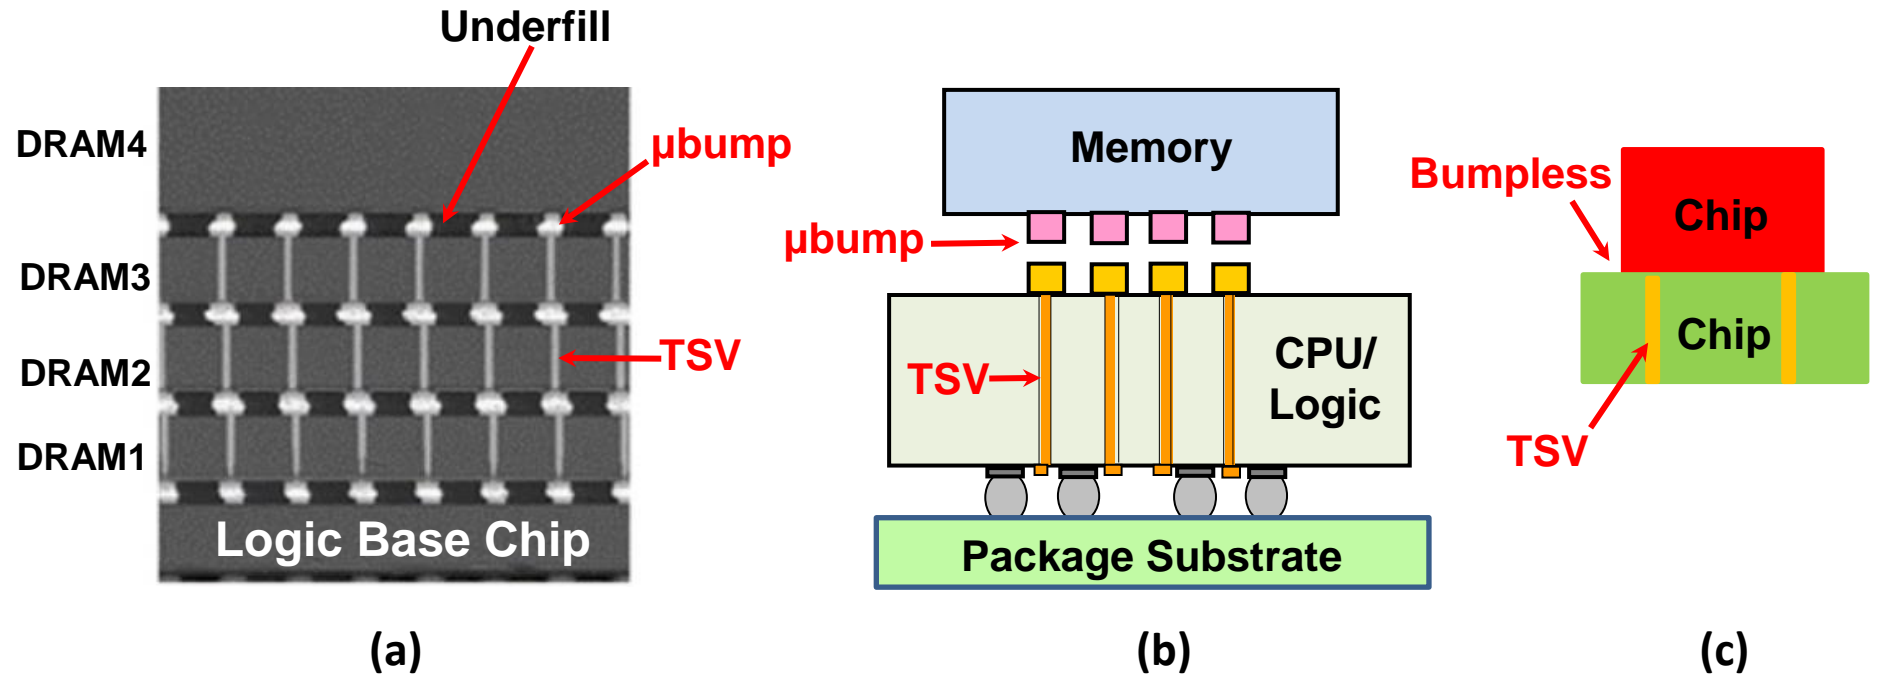 Underfill
DRAM4
µbump
DRAM3
DRAM2
TSV
DRAM1
Logic Base Chip
(a)
Memory
µbump
TSV
CPU/
Logic
Package Substrate
(b)
Bumpless
Chip
Chip
TSV
(c)